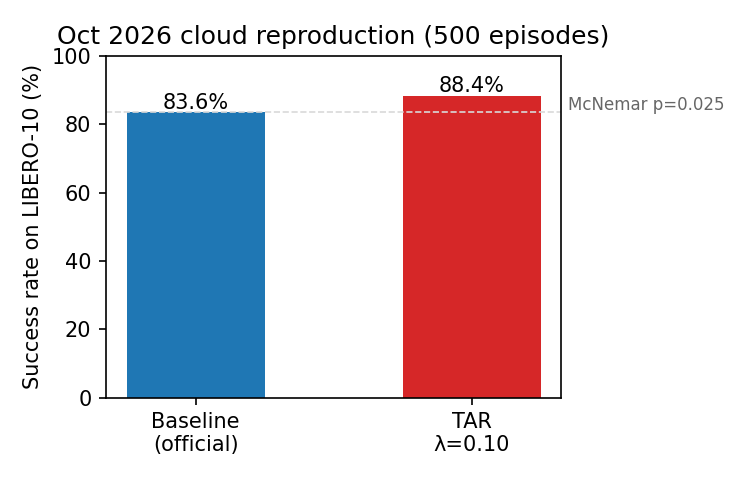 Oct 2026 cloud reproduction (500 episodes)
Success rate on LIBERO-10 (%)
100
80
60
40
20
0
83.6%
88.4%
McNemar p=0.025
Baseline
(official)
TAR
λ=0.10